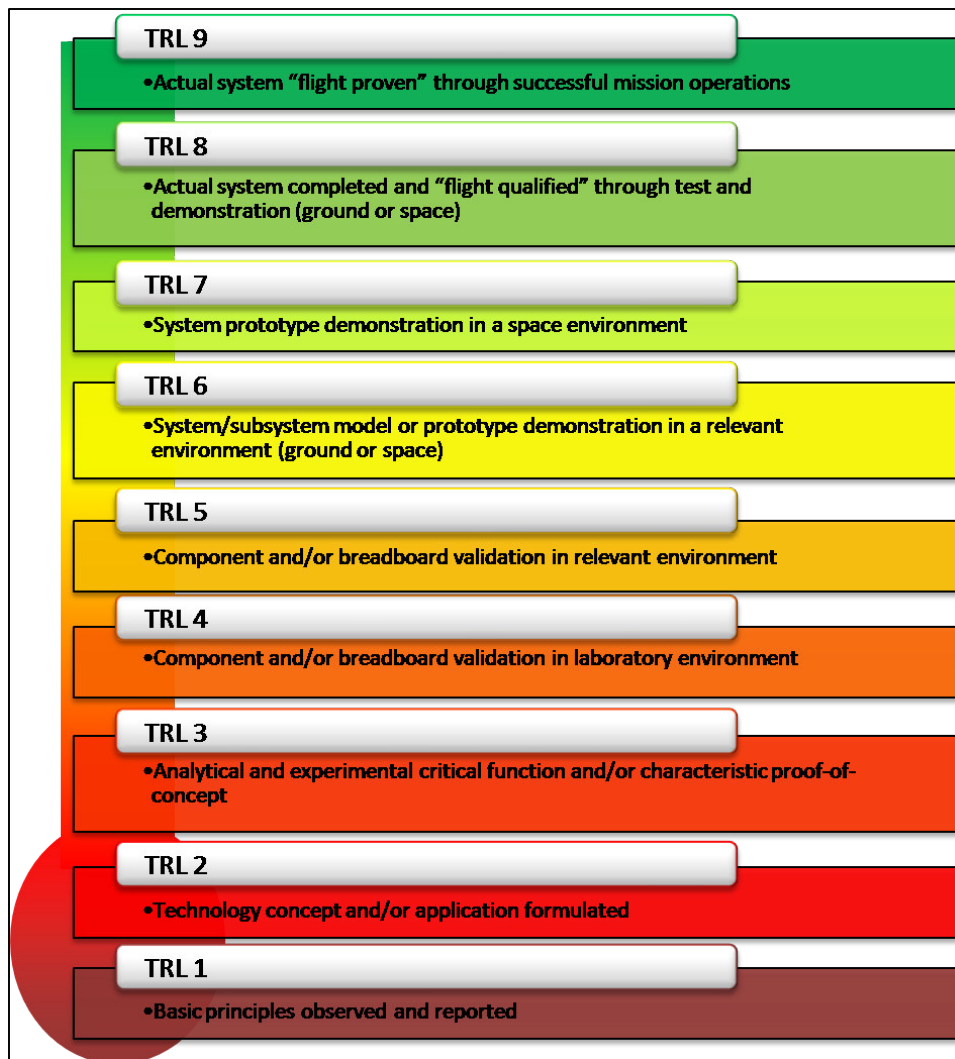 TRL 9
•Actual system “flight proven” through successful mission operations
TRL 8
•Actual system completed and “flight qualified” through test and
demonstration (ground or space)
TRL 7
•System prototype demonstration in a space environment
TRL 6
•System/subsystem model or prototype demonstration in a relevant
environment (ground or space)
TRL 5
•Component and/or breadboard validation in relevant environment
TRL 4
•Component and/or breadboard validation in laboratory environment
TRL 3
•Analytical and experimental critical function and/or characteristic proof-of-
concept
TRL 2
•Technology concept and/or application formulated
TRL 1
•Basic principles observed and reported